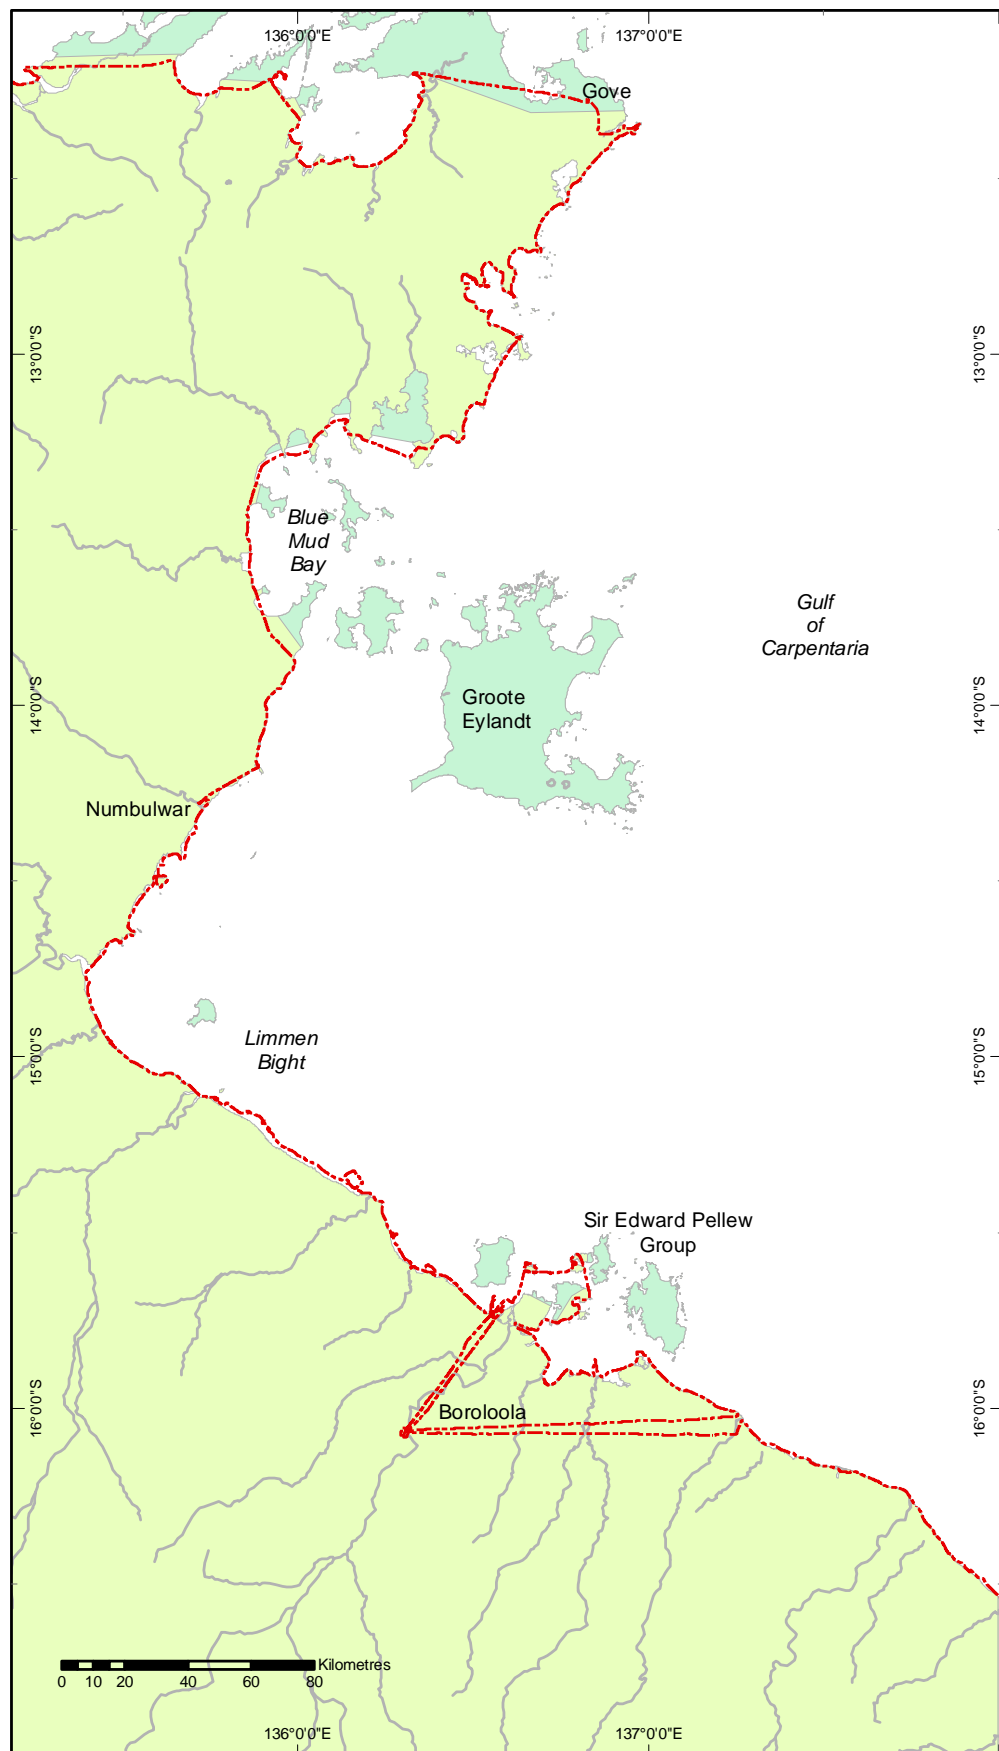 136°0'0"E
137°0'0"E
Gove
13°0'0"S
13°0'0"S
Blue
Mud
Bay
Gulf
of
Carpentaria
Groote
Eylandt
14°0'0"S
14°0'0"S
Numbulwar
Limmen
Bight
15°0'0"S
15°0'0"S
Sir Edward Pellew
Group
16°0'0"S
16°0'0"S
Boroloola
Kilometres
0 10 20 40 60 80
136°0'0"E
137°0'0"E